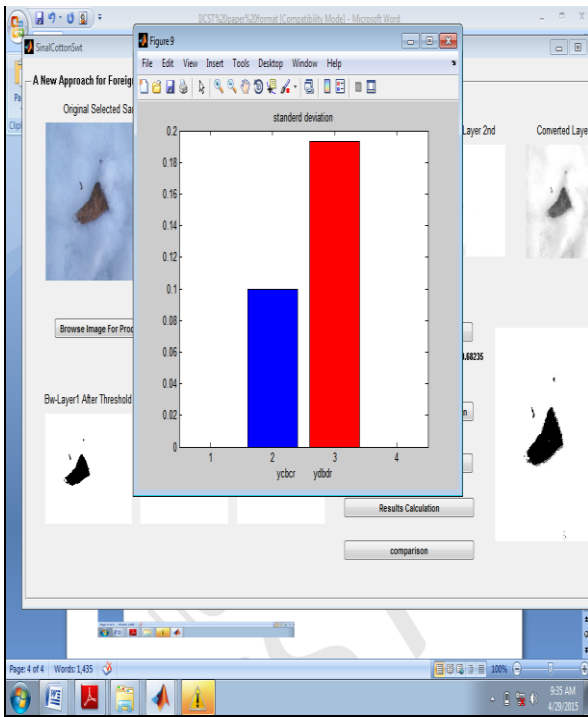 IJCST%20paper%20format [Compatibility Mode] - Microsoft Word
SinalCottonSwt
Figure 9
File Edit View Insert Tools Desktop Window Help
A New Approach for Foreig
Original Selected Sa
Layer 2nd
Converted Laye
standerd deviation
0.2
0.18
0.16
0.14
0.12
0.1
0.08
0.06
0.04
0.02
0
1 2 3 4
ycbcr ydbdr
Browse Image For Proc
.68235
n
Bw-Layer1 After Threshold
Results Calculation
comparison
Page: 4 of 4 Words: 1,435
100%
9:35 AM
4/29/2015